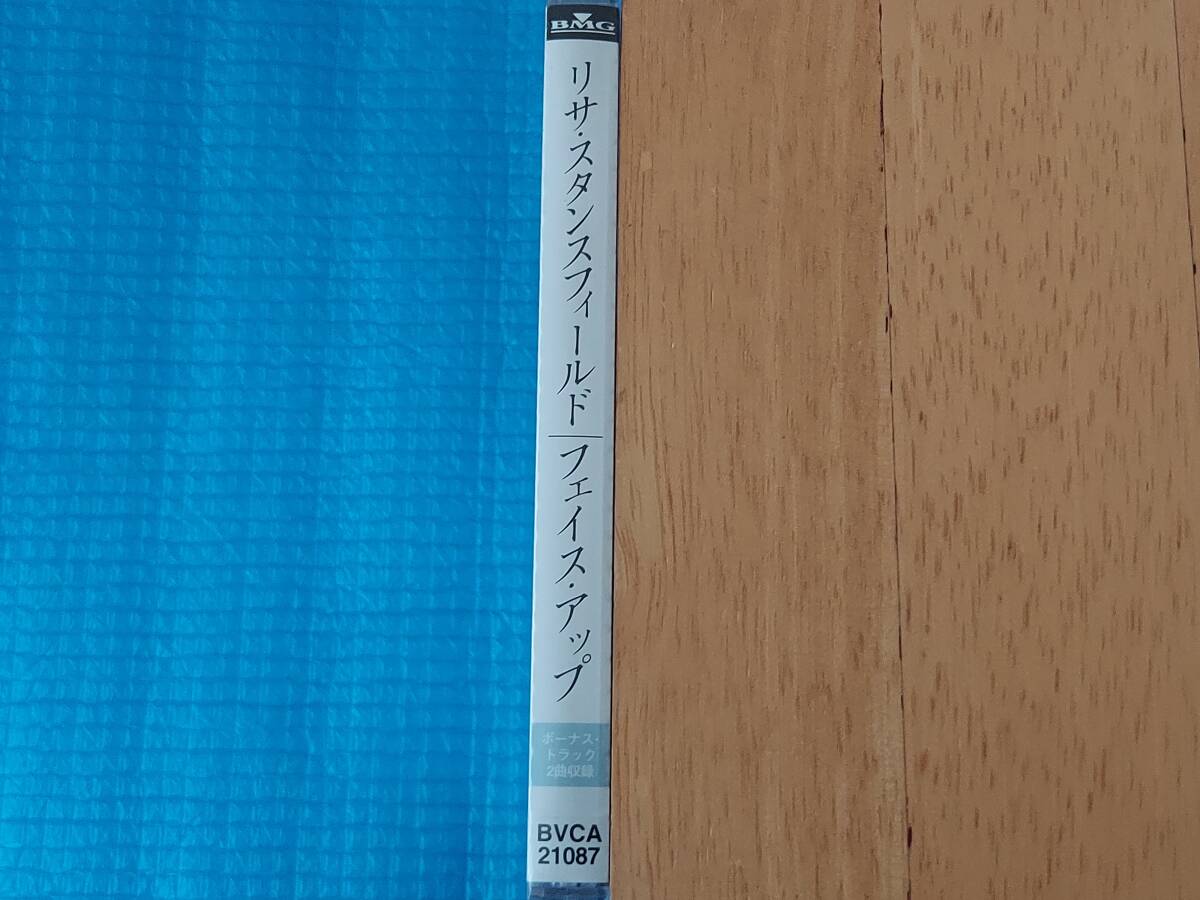 BMG
リサ・スタンスフィールド|フェイス・アップ
ボーナス・
トラック
2曲収録
BVCA
21087